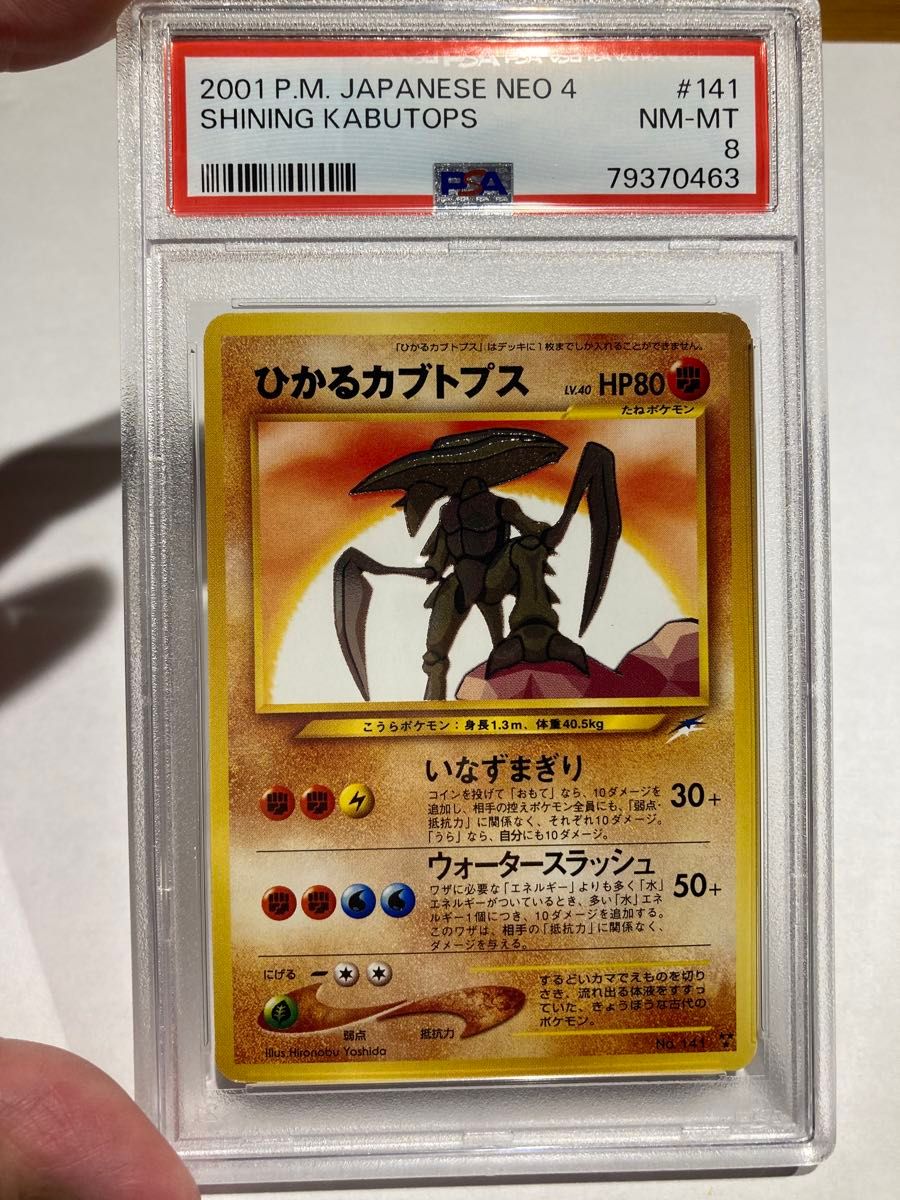 2001 P.M. JAPANESE NEO 4 #141
SHINING KABUTOPS NM-MT
8
PSA 79370463
「ひかるカブトプス」はデッキに1枚までしか入れることができません。
ひかるカブトプス LV.40 HP80
たねポケモン
こうらポケモン:身長1.3m、体重40.5kg
いなずまぎり
コインを投げて「おもて」なら、10ダメージを
追加し、相手の控えポケモン全員にも、「弱点・
抵抗力」に関係なく、それぞれ10ダメージ。
「うら」なら、自分にも10ダメージ。
30+
ウォータースラッシュ
ワザに必要な「エネルギー」よりも多く「水」
エネルギーがついているとき、多い「水」エネ
ルギー1個につき、10ダメージを追加する。
このワザは、相手の「抵抗力」に関係なく、
ダメージを与える。
50+
にげる
弱点 抵抗力
するどいカマでえものを切り
さき、流れ出る体液をすすっ
ていた、きょうぼうな古代の
ポケモン。
Illus.Hironobu Yoshida
No.141